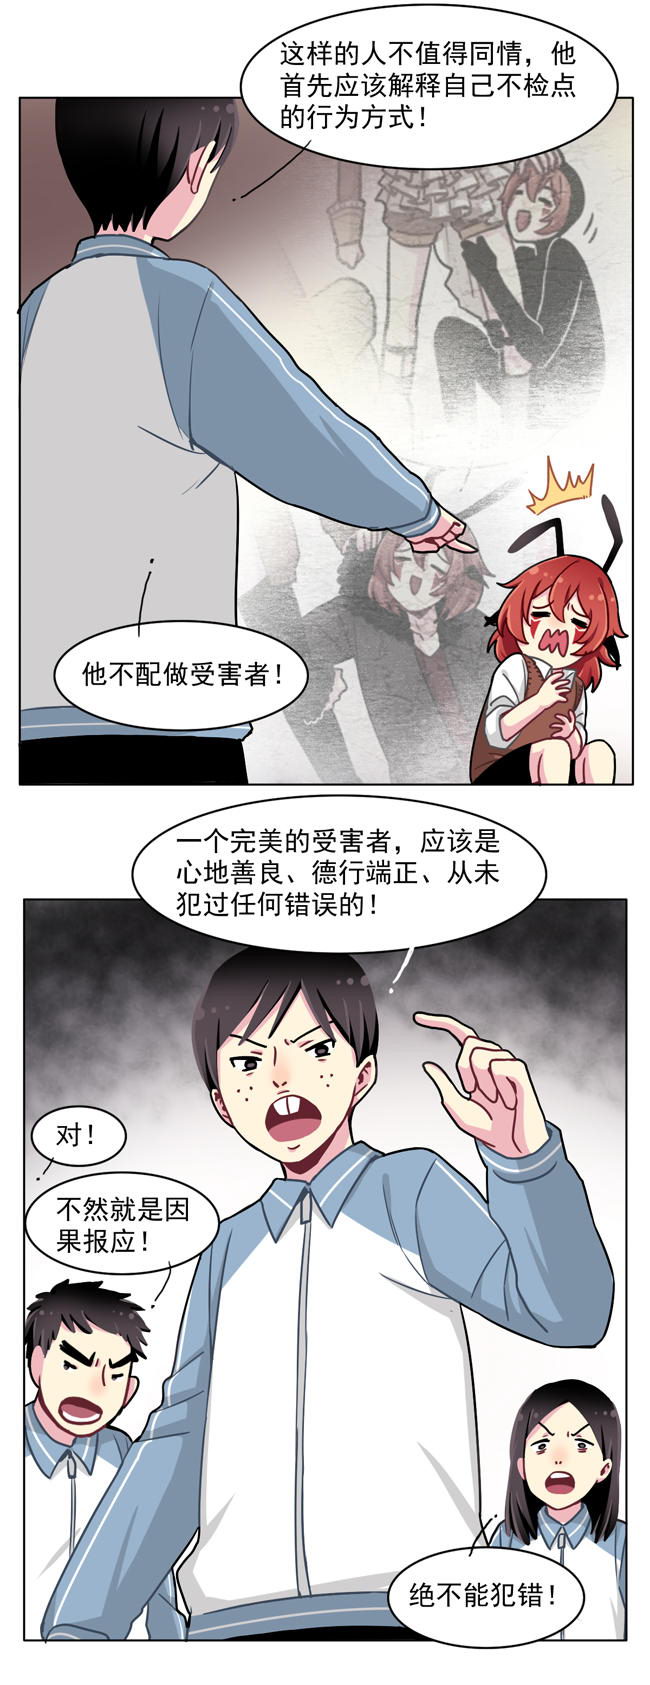 这样的人不值得同情，他
首先应该解释自己不检点
的行为方式！
他不配做受害者！
一个完美的受害者，应该是
心地善良、德行端正、从未
犯过任何错误的！
对！
不然就是因
果报应！
绝不能犯错！